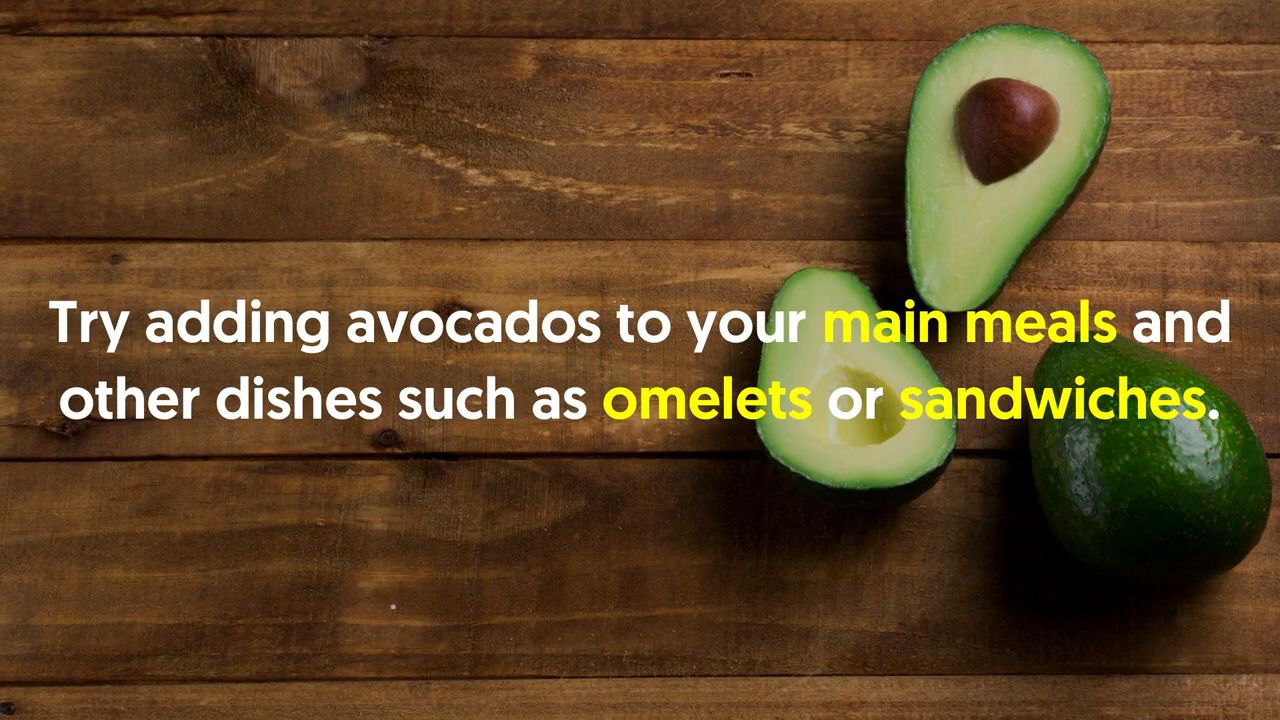 Try adding avocados to your main meals and
other dishes such as omelets or sandwiches.